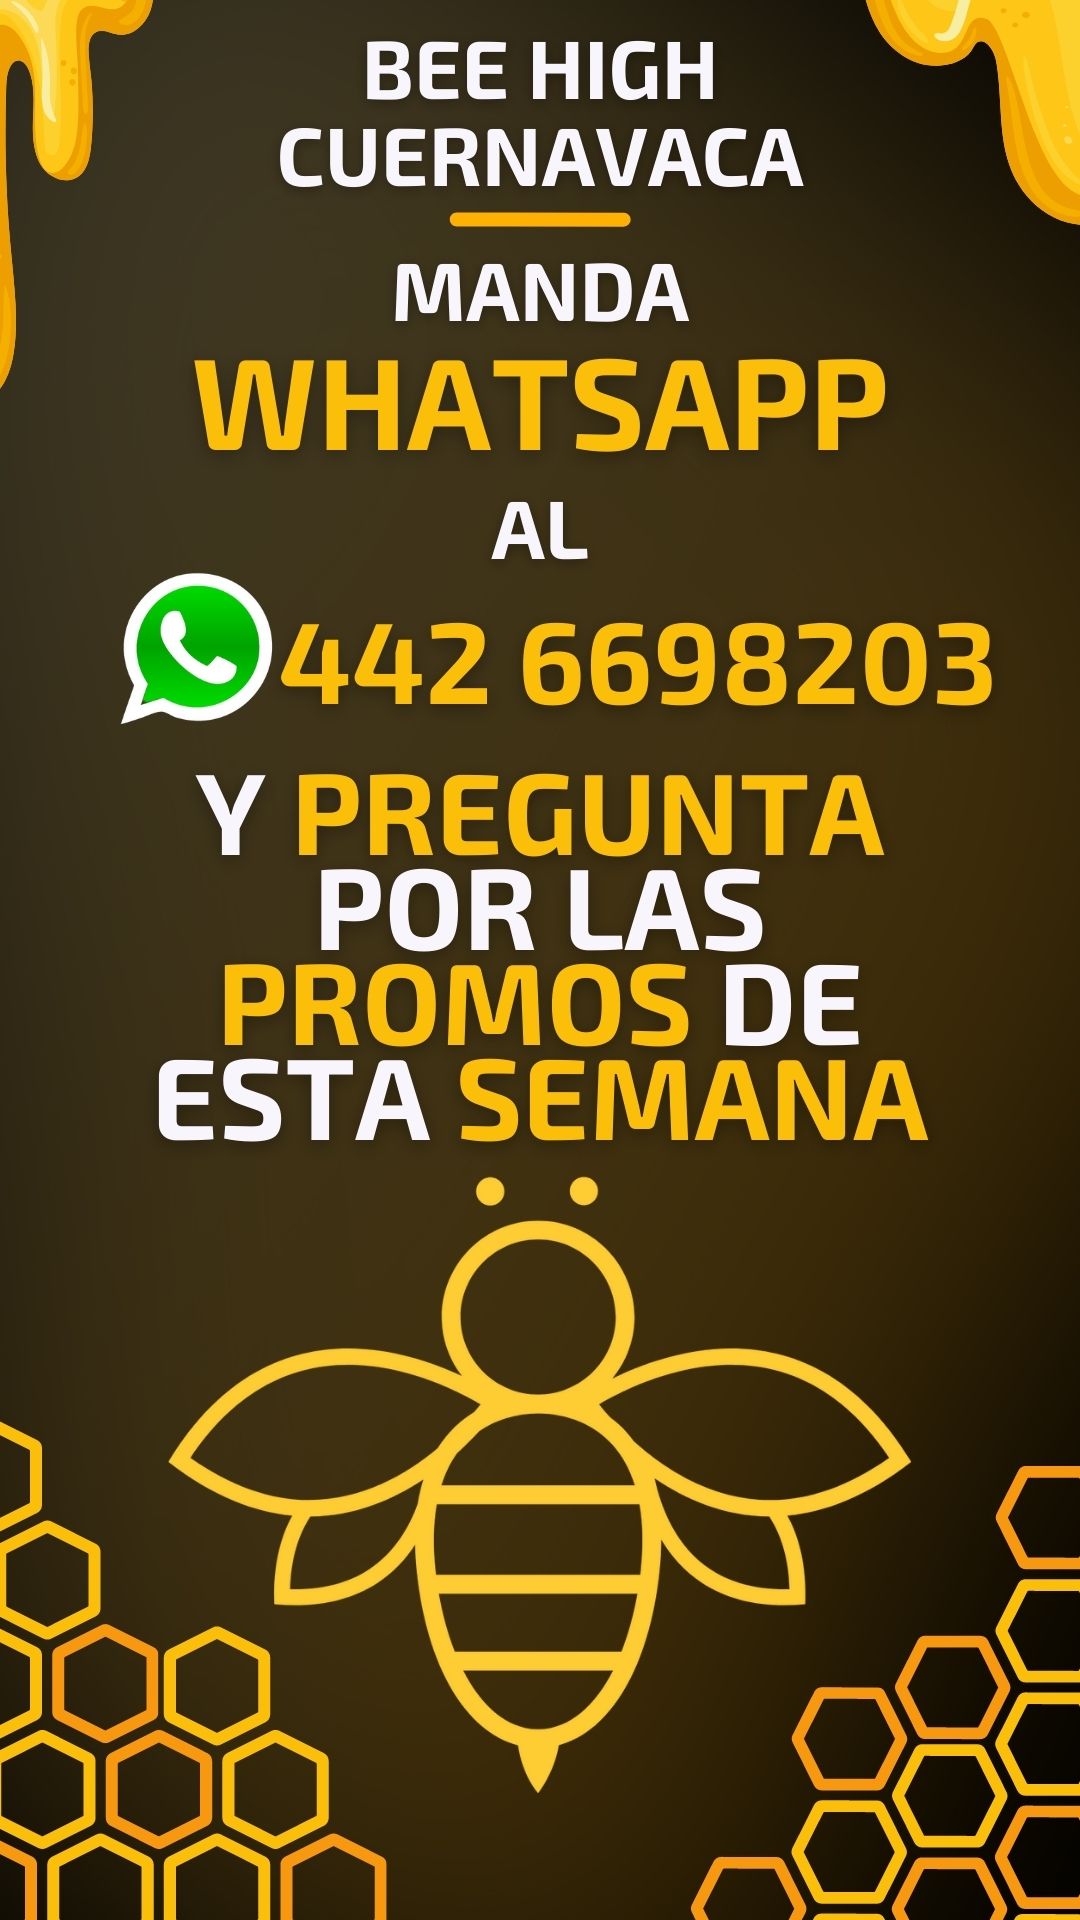 BEE HIGH
CUERNAVACA
MANDA
WHATSAPP
AL
442 6698203
Y PREGUNTA
POR LAS
PROMOS DE
ESTA SEMANA